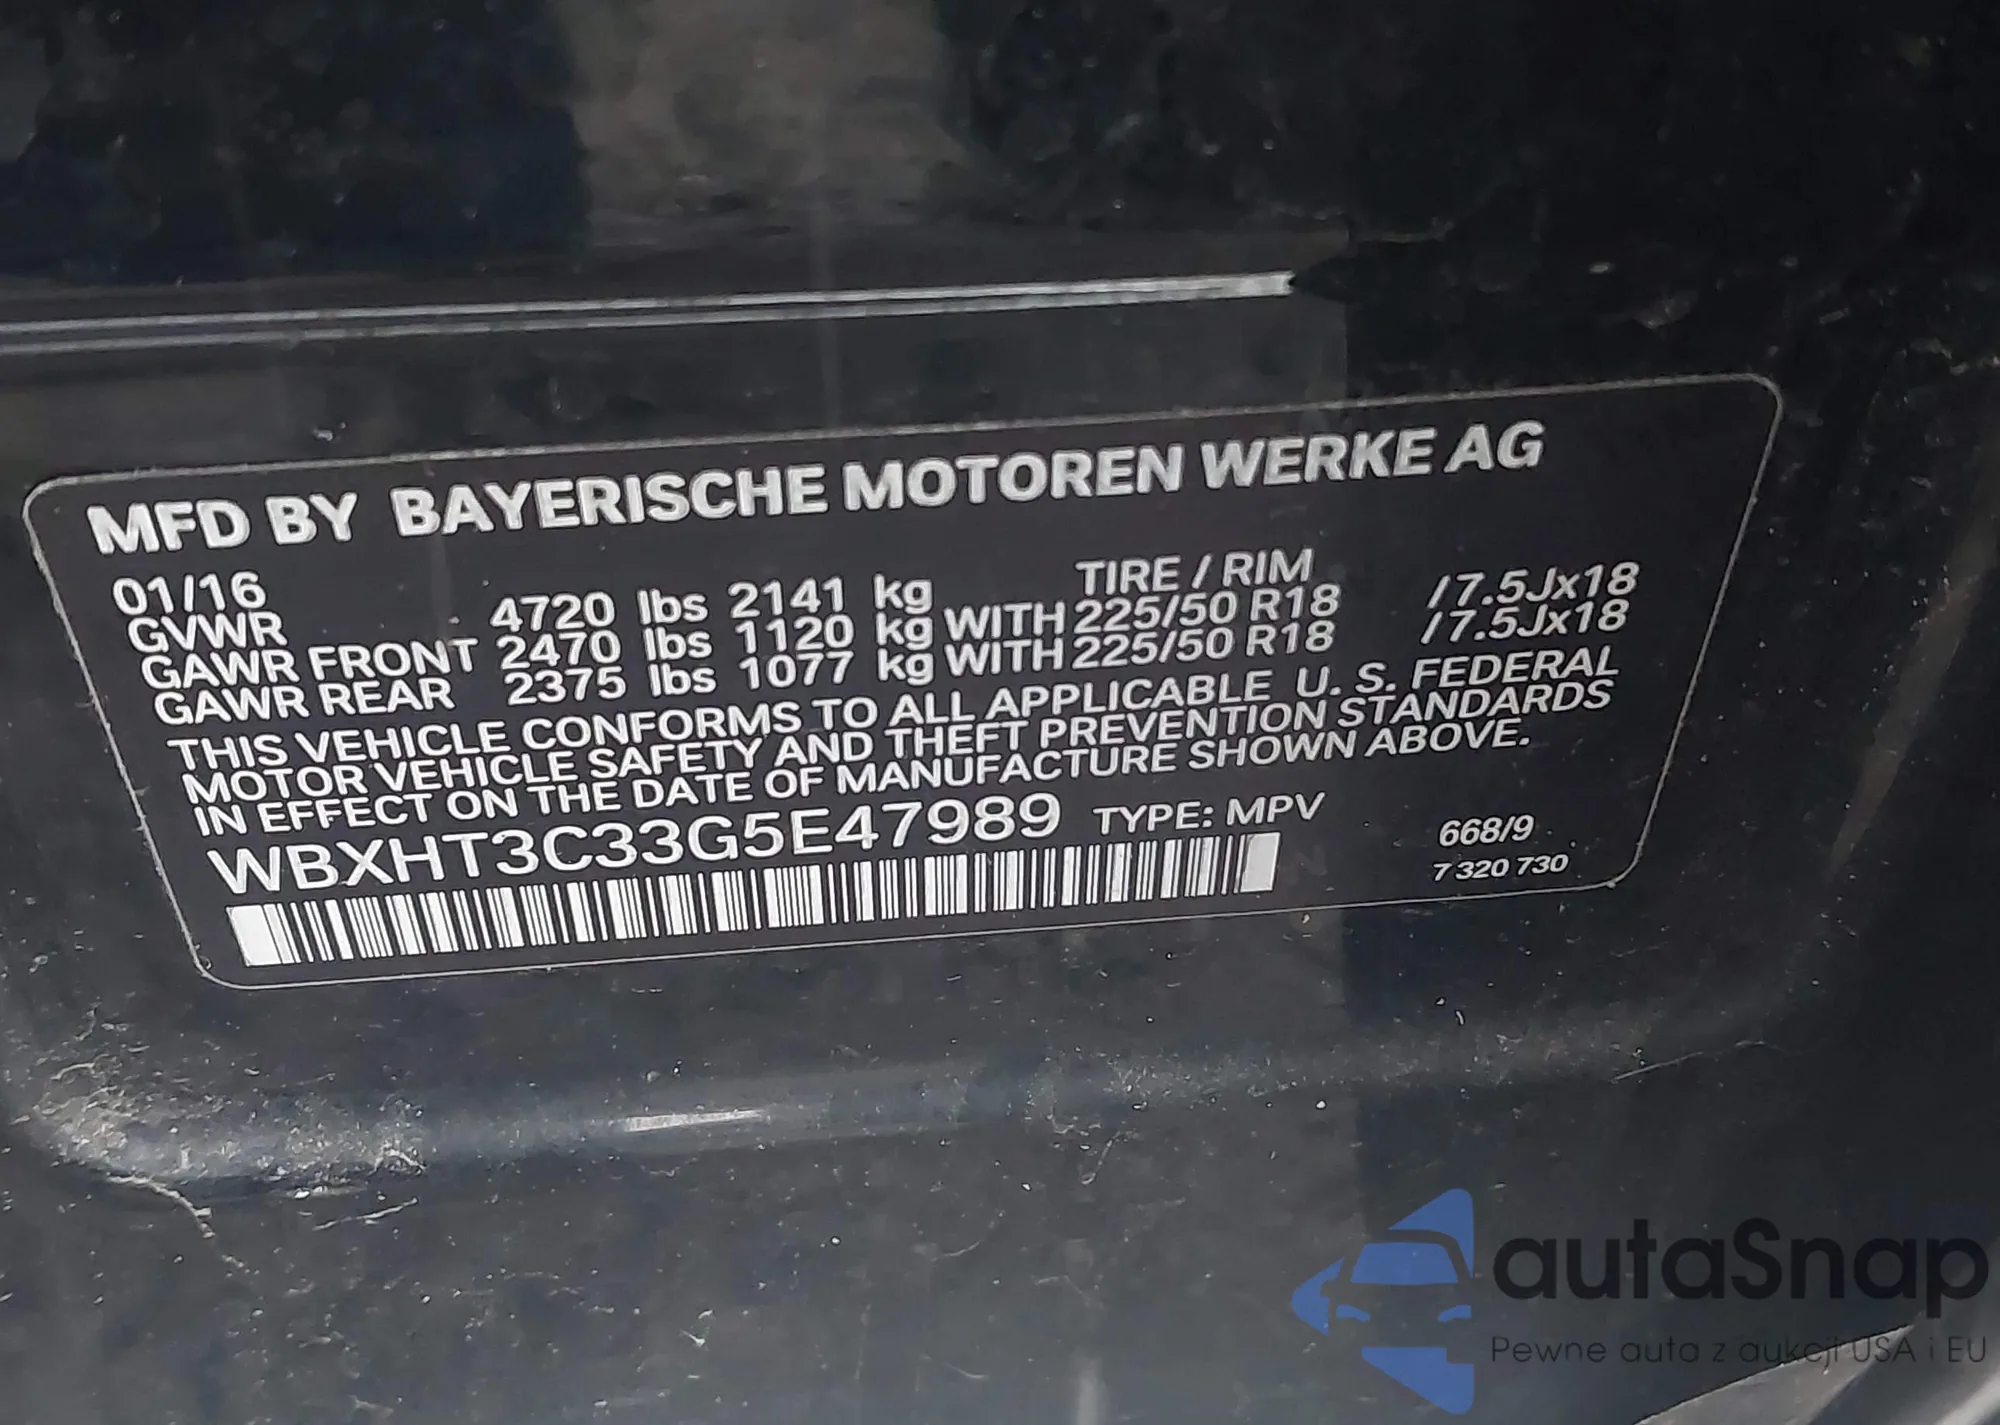 MFD BY BAYERISCHE MOTOREN WERKE AG
01/16 TIRE / RIM
GVWR 4720 lbs 2141 kg
GAWR FRONT 2470 lbs 1120 kg WITH 225/50 R18 /7.5Jx18
GAWR REAR 2375 lbs 1077 kg WITH 225/50 R18 /7.5Jx18
THIS VEHICLE CONFORMS TO ALL APPLICABLE U. S. FEDERAL
MOTOR VEHICLE SAFETY AND THEFT PREVENTION STANDARDS
IN EFFECT ON THE DATE OF MANUFACTURE SHOWN ABOVE.
WBXHT3C33G5E47989 TYPE: MPV
668/9
7 320 730
autaSnap
Pewne auta z aukcji USA i EU